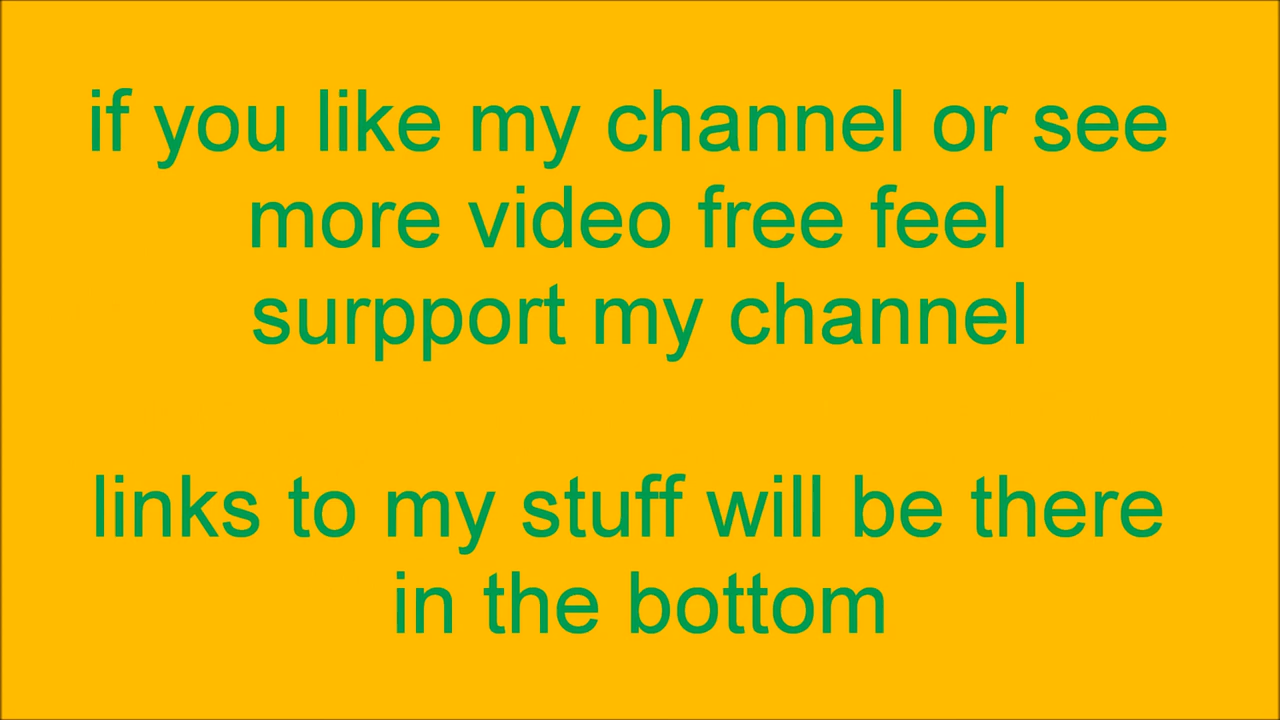 if you like my channel or see
more video free feel
surpport my channel
links to my stuff will be there
in the bottom